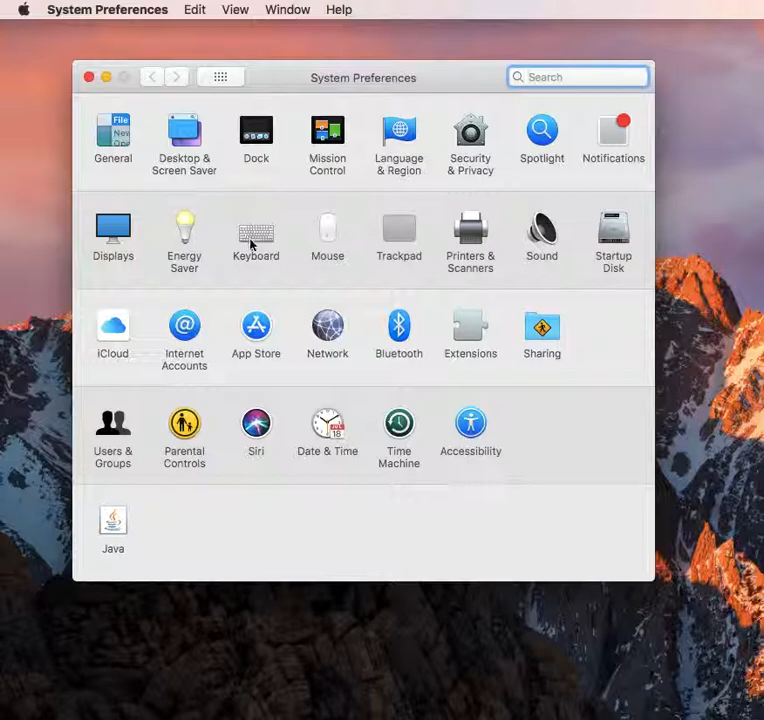 System Preferences Edit View Window Help
System Preferences
Search
General
Desktop &
Screen Saver
Dock
Mission
Control
Language
& Region
Security
& Privacy
Spotlight
Notifications
Displays
Energy
Saver
Keyboard
Mouse
Trackpad
Printers &
Scanners
Sound
Startup
Disk
iCloud
Internet
Accounts
App Store
Network
Bluetooth
Extensions
Sharing
Users &
Groups
Parental
Controls
Siri
Date & Time
Time
Machine
Accessibility
Java